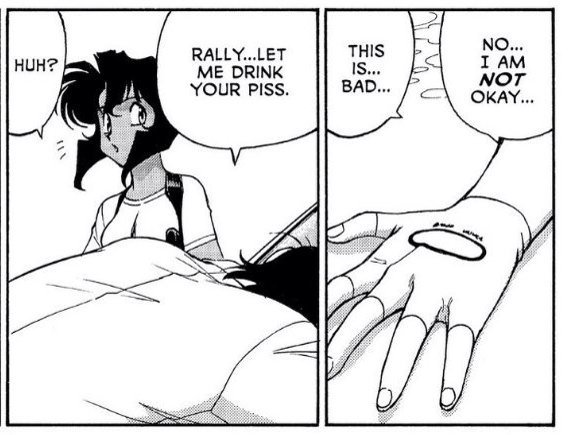 NO...
I AM
NOT
OKAY...
THIS
IS...
BAD...
RALLY...LET
ME DRINK
YOUR PISS.
HUH?